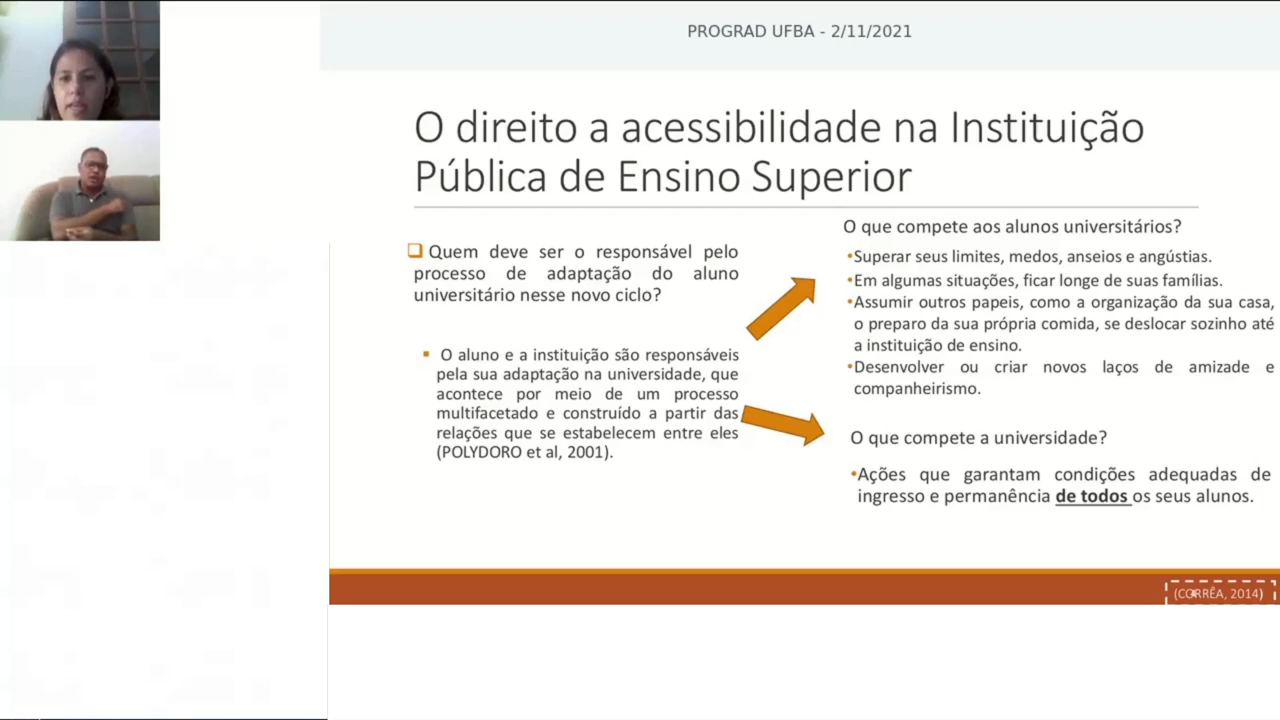 PROGRAD UFBA - 2/11/2021
O direito a acessibilidade na Instituição
Pública de Ensino Superior
Quem deve ser o responsável pelo
processo de adaptação do aluno
universitário nesse novo ciclo?
O aluno e a instituição são responsáveis
pela sua adaptação na universidade, que
acontece por meio de um processo
multifacetado e construído a partir das
relações que se estabelecem entre eles
(POLYDORO et al, 2001).
O que compete aos alunos universitários?
•Superar seus limites, medos, anseios e angústias.
•Em algumas situações, ficar longe de suas famílias.
•Assumir outros papeis, como a organização da sua casa,
o preparo da sua própria comida, se deslocar sozinho até
a instituição de ensino.
•Desenvolver ou criar novos laços de amizade e
companheirismo.
O que compete a universidade?
•Ações que garantam condições adequadas de
ingresso e permanência de todos os seus alunos.
(CORRÊA, 2014)